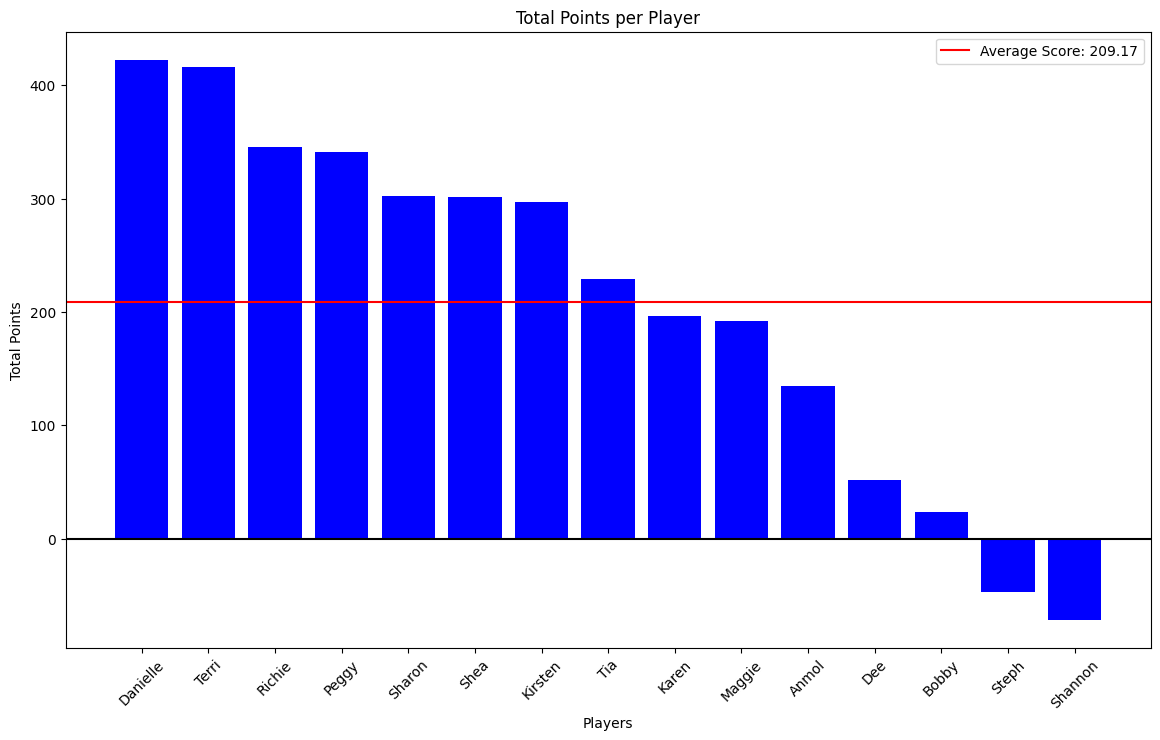 Total Points per Player
Average Score: 209.17
Total Points
400
300
200
100
0
Danielle
Terri
Richie
Peggy
Sharon
Shea
Kirsten
Tia
Karen
Maggie
Anmol
Dee
Bobby
Steph
Shannon
Players